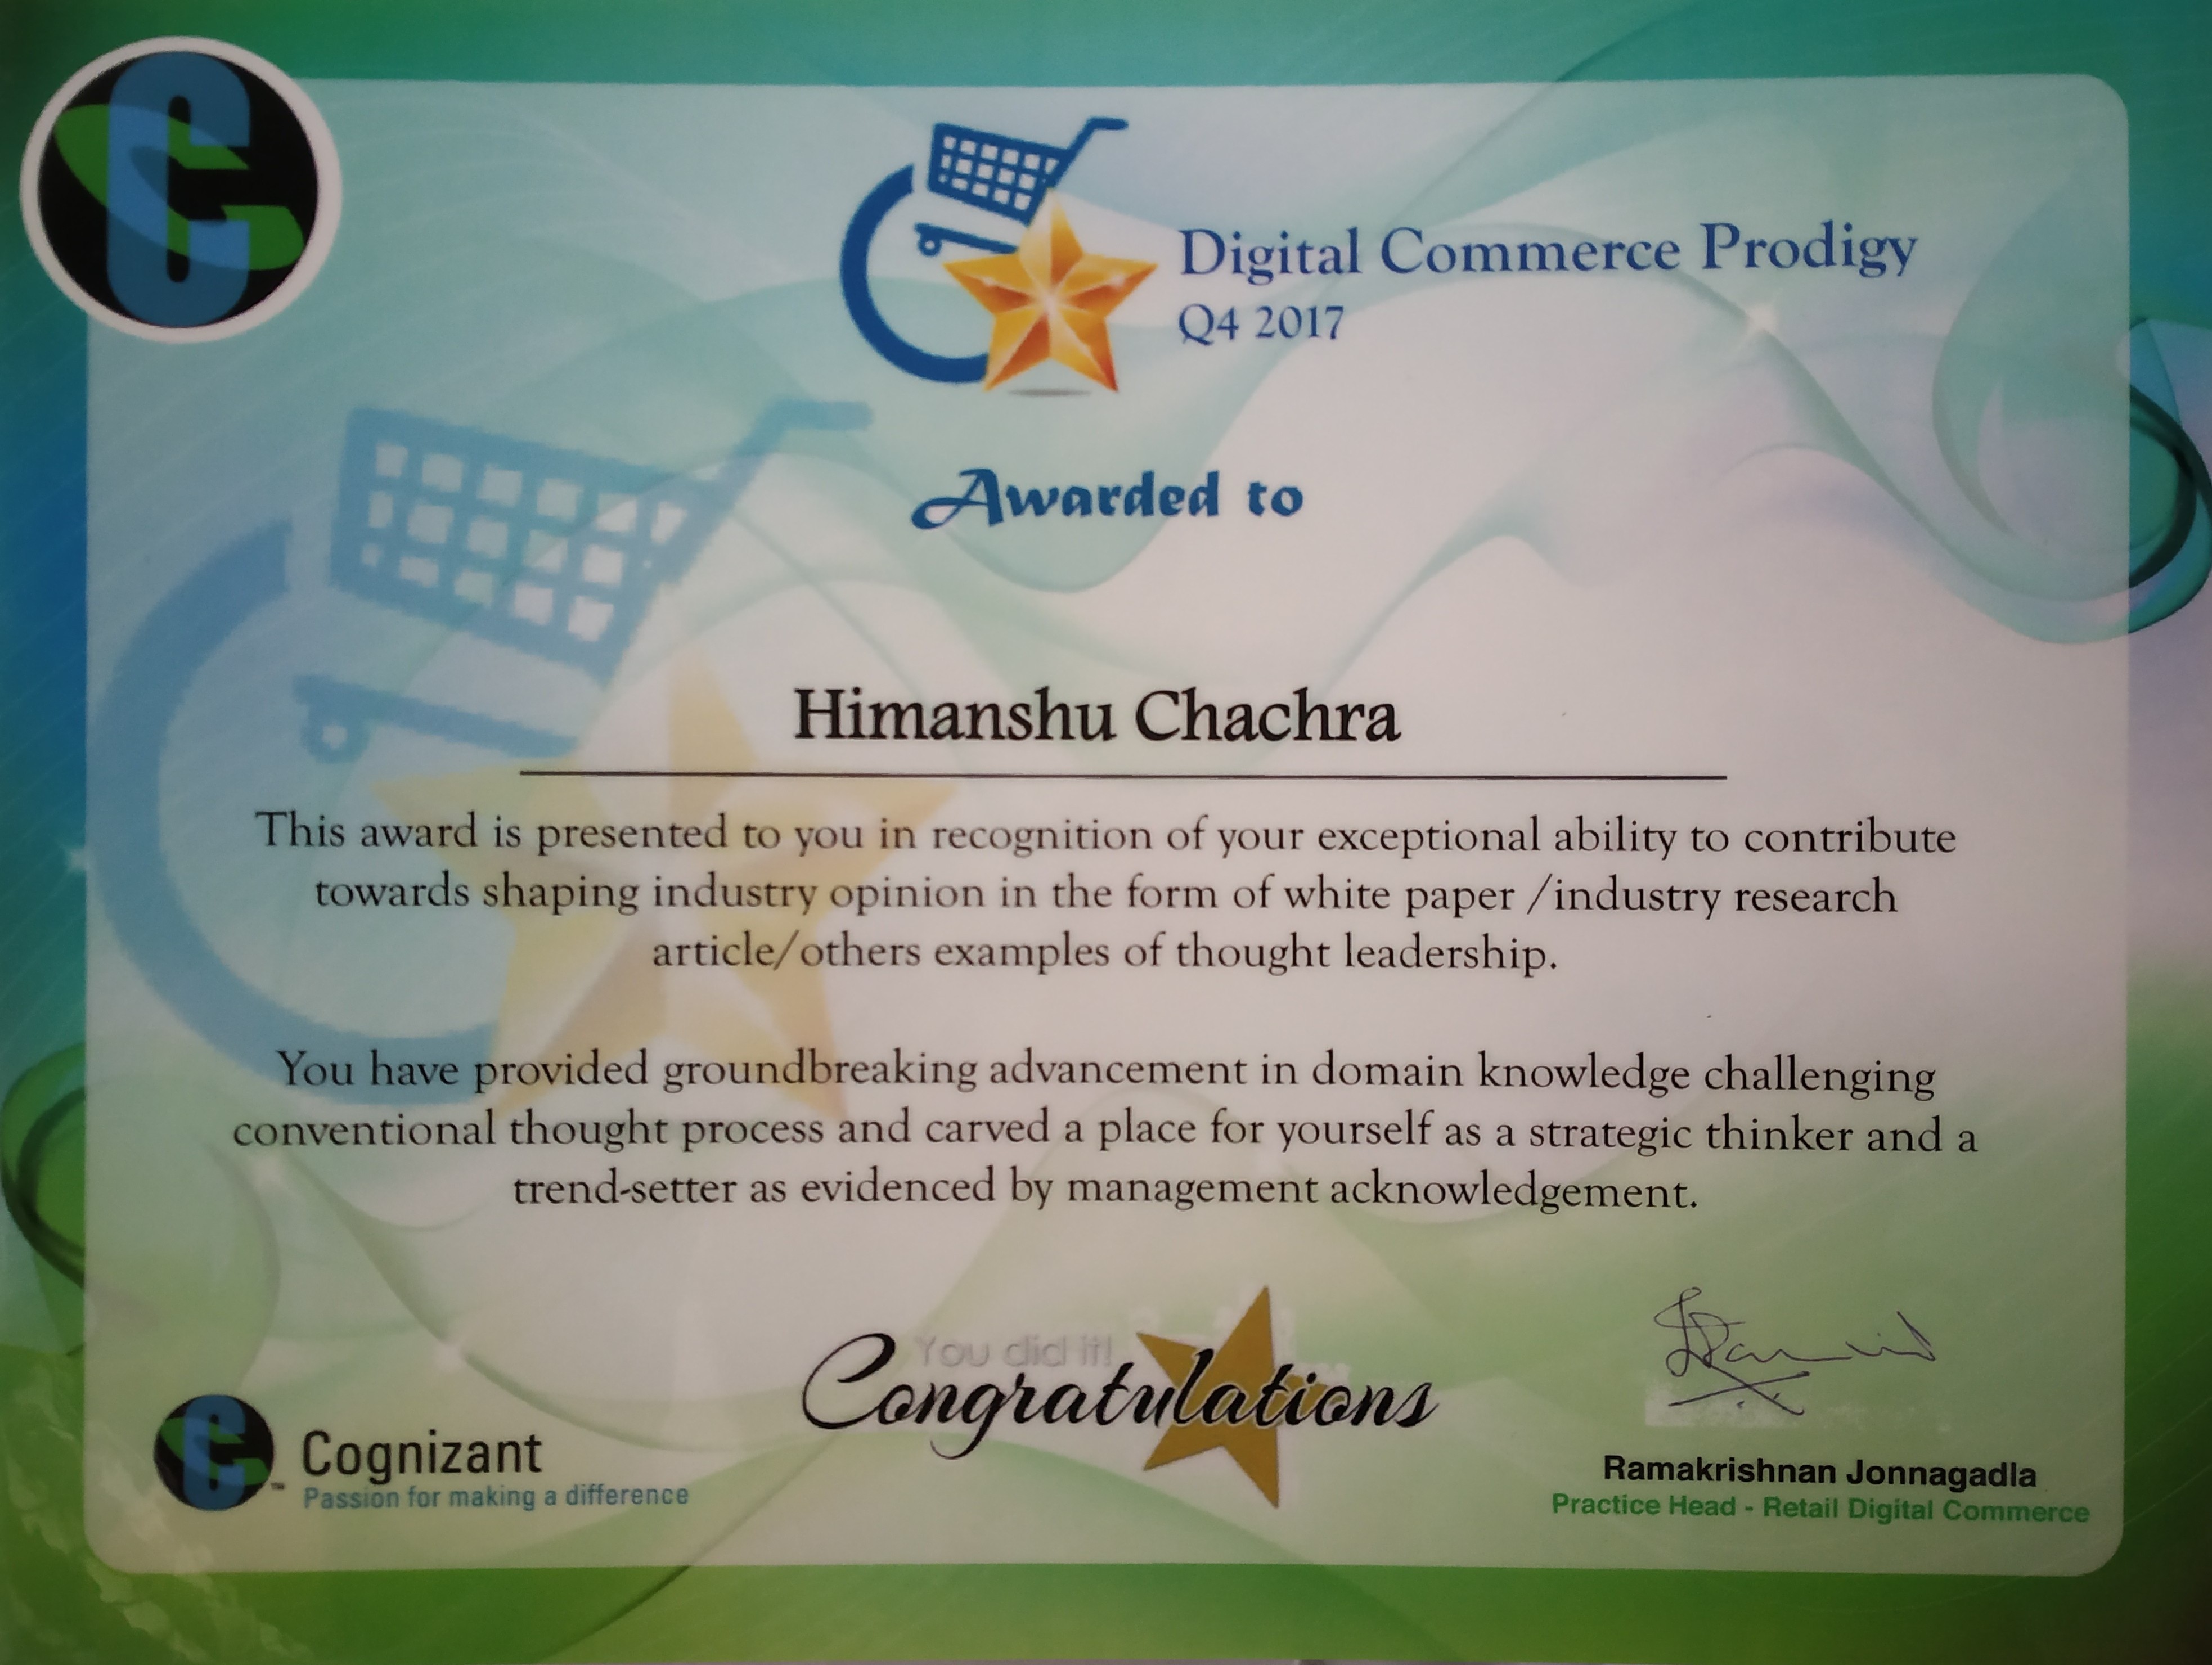 Digital Commerce Prodigy
Q4 2017
Awarded to
Himanshu Chachra
This award is presented to you in recognition of your exceptional ability to contribute
towards shaping industry opinion in the form of white paper /industry research
article/others examples of thought leadership.
You have provided groundbreaking advancement in domain knowledge challenging
conventional thought process and carved a place for yourself as a strategic thinker and a
trend-setter as evidenced by management acknowledgement.
You did it!
Congratulations
Cognizant
Passion for making a difference
Ramakrishnan Jonnagadla
Practice Head - Retail Digital Commerce